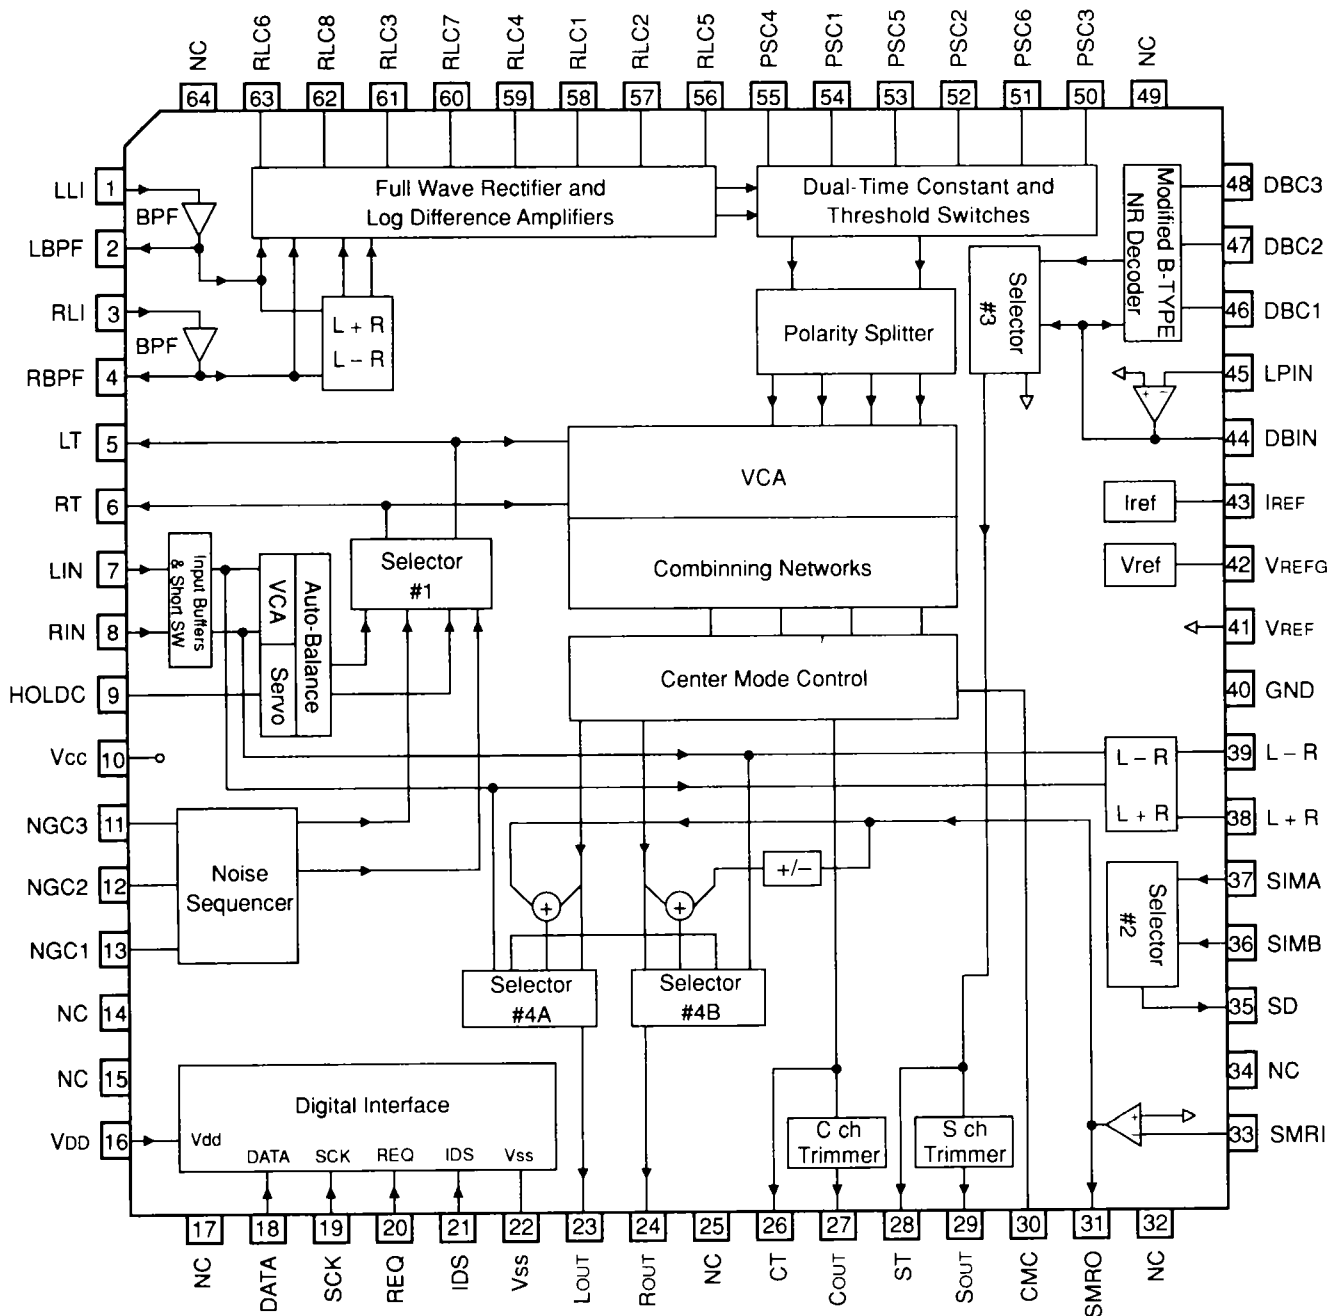 NC RLC6 RLC8 RLC3 RLC7 RLC4 RLC1 RLC2 RLC5 PSC4 PSC1 PSC5 PSC2 PSC6 PSC3 NC
64 63 62 61 60 59 58 57 56 55 54 53 52 51 50 49
LLI 1
BPF
LBPF 2
RLI 3
BPF
RBPF 4
LT 5
RT 6
LIN 7
RIN 8
HOLDC 9
Vcc 10
NGC3 11
NGC2 12
NGC1 13
NC 14
NC 15
VDD 16
Full Wave Rectifier and
Log Difference Amplifiers
Dual-Time Constant and
Threshold Switches
L + R
L – R
Polarity Splitter
Selector
#3
Modified B-TYPE
NR Decoder
+ –
VCA
Combinning Networks
Center Mode Control
Input Buffers
& Short SW
VCA
Servo
Auto-Balance
Selector
#1
Iref
Vref
L – R
L + R
Noise
Sequencer
+/–
+
+
Selector
#4A
Selector
#4B
Selector
#2
Digital Interface
Vdd
DATA SCK REQ IDS Vss
C ch
Trimmer
S ch
Trimmer
+
–
48 DBC3
47 DBC2
46 DBC1
45 LPIN
44 DBIN
43 IREF
42 VREFG
41 VREF
40 GND
39 L – R
38 L + R
37 SIMA
36 SIMB
35 SD
34 NC
33 SMRI
17 18 19 20 21 22 23 24 25 26 27 28 29 30 31 32
NC DATA SCK REQ IDS Vss LOUT ROUT NC CT COUT ST SOUT CMC SMRO NC